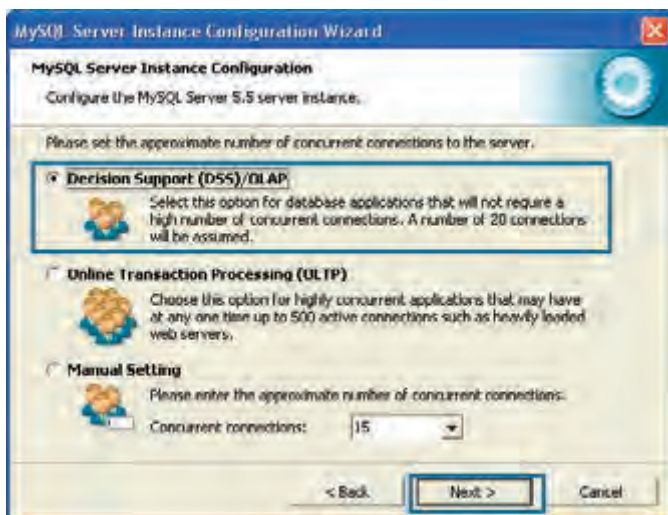 MySQL Server Instance Configuration Wizard
MySQL Server Instance Configuration
Configure the MySQL Server 5.5 server instance.
Please set the approximate number of concurrent connections to the server.
Decision Support (DSS)/OLAP
Select this option for database applications that will not require a
high number of concurrent connections. A number of 20 connections
will be assumed.
Online Transaction Processing (OLTP)
Choose this option for highly concurrent applications that may have
at any one time up to 500 active connections such as heavily loaded
web servers.
Manual Setting
Please enter the approximate number of concurrent connections.
Concurrent connections: 15
< Back Next > Cancel